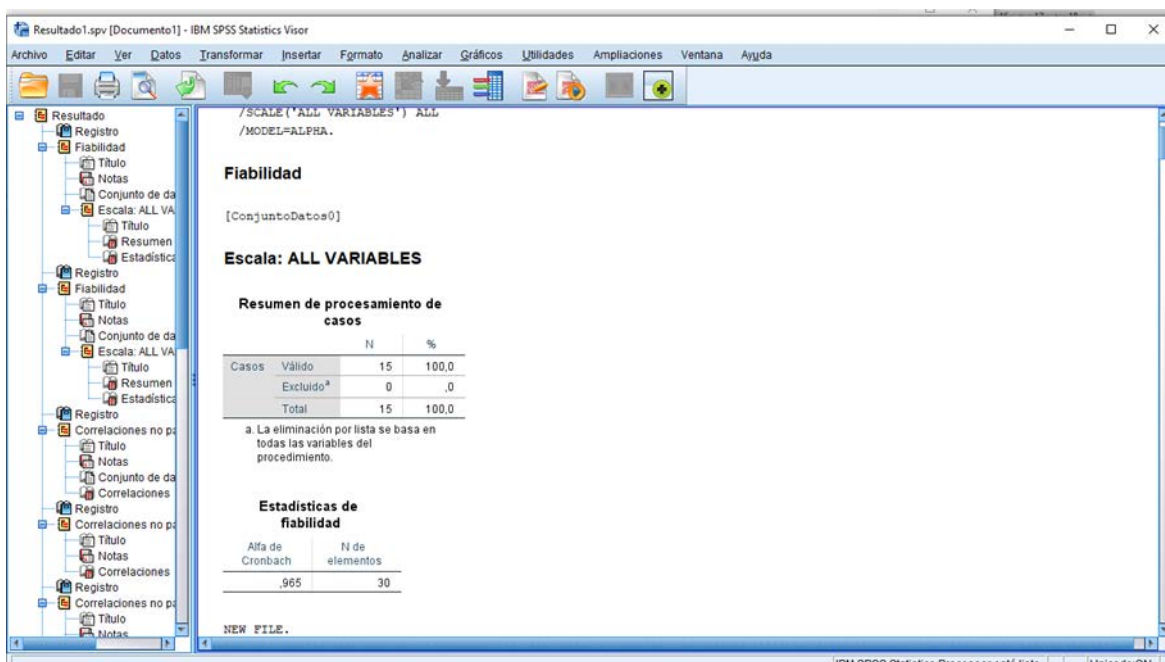 Resultado1.spv [Documento1] - IBM SPSS Statistics Visor
Archivo Editar Ver Datos Transformar Insertar Formato Analizar Gráficos Utilidades Ampliaciones Ventana Ayuda
Resultado
Registro
Fiabilidad
Título
Notas
Conjunto de da
Escala: ALL VA
Título
Resumen
Estadística
Registro
Fiabilidad
Título
Notas
Conjunto de da
Escala: ALL VA
Título
Resumen
Estadística
Registro
Correlaciones no pa
Título
Notas
Conjunto de da
Correlaciones
Registro
Correlaciones no pa
Título
Notas
Correlaciones
Registro
Correlaciones no pa
Título
Notas
/SCALE('ALL VARIABLES') ALL
/MODEL=ALPHA.
Fiabilidad
[ConjuntoDatos0]
Escala: ALL VARIABLES
Resumen de procesamiento de
casos
N %
Casos Válido 15 100,0
Excluido a 0 ,0
Total 15 100,0
a. La eliminación por lista se basa en
todas las variables del
procedimiento.
Estadísticas de
fiabilidad
Alfa de N de
Cronbach elementos
,965 30
NEW FILE.